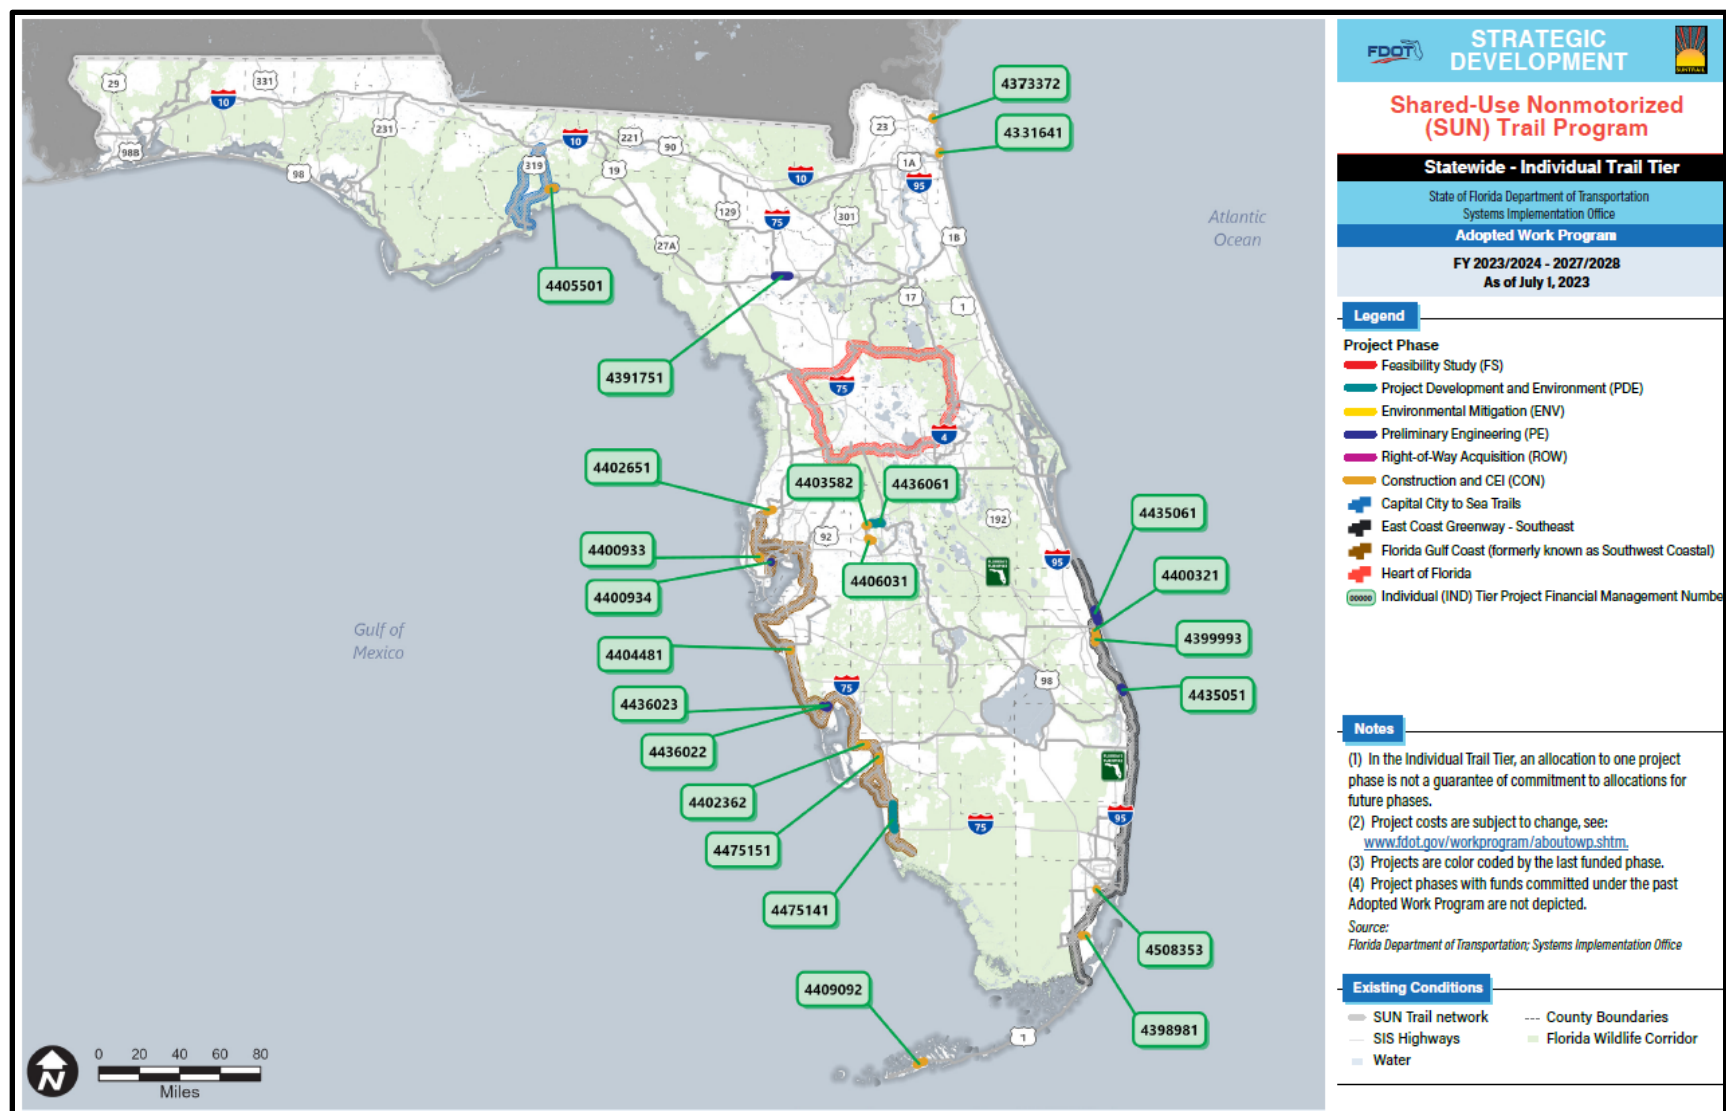 FDOT
STRATEGIC
DEVELOPMENT
SUNTRAIL
Shared-Use Nonmotorized
(SUN) Trail Program
Statewide - Individual Trail Tier
State of Florida Department of Transportation
Systems Implementation Office
Adopted Work Program
FY 2023/2024 - 2027/2028
As of July 1, 2023
Legend
Project Phase
Feasibility Study (FS)
Project Development and Environment (PDE)
Environmental Mitigation (ENV)
Preliminary Engineering (PE)
Right-of-Way Acquisition (ROW)
Construction and CEI (CON)
Capital City to Sea Trails
East Coast Greenway - Southeast
Florida Gulf Coast (formerly known as Southwest Coastal)
Heart of Florida
00000 Individual (IND) Tier Project Financial Management Numbe
Notes
(1) In the Individual Trail Tier, an allocation to one project
phase is not a guarantee of commitment to allocations for
future phases.
(2) Project costs are subject to change, see:
www.fdot.gov/workprogram/aboutowp.shtm.
(3) Projects are color coded by the last funded phase.
(4) Project phases with funds committed under the past
Adopted Work Program are not depicted.
Source:
Florida Department of Transportation; Systems Implementation Office
Existing Conditions
SUN Trail network
SIS Highways
Water
County Boundaries
Florida Wildlife Corridor
4373372
4331641
29
331
10
231
98B
98
10
221
90
319
19
10
23
1A
95
129
75
301
27A
1B
17
1
Atlantic
Ocean
4405501
4391751
75
4
4402651
4403582
4436061
4400933
92
192
4406031
4400934
95
4435061
4400321
4399993
4435051
Gulf of
Mexico
4404481
4436023
75
98
4436022
4402362
4475151
75
95
4475141
4508353
4409092
4398981
1
N
0 20 40 60 80
Miles